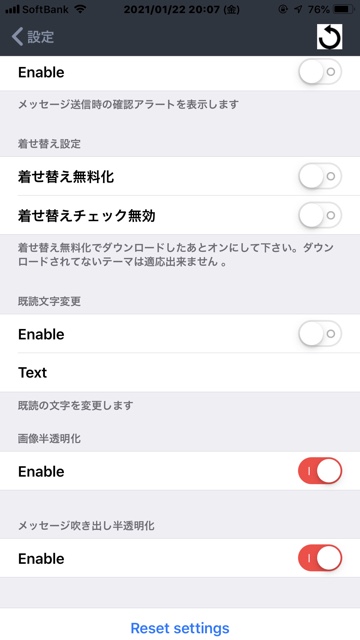 SoftBank 2021/01/22 20:07 (金) 76%
設定
Enable
メッセージ送信時の確認アラートを表示します
着せ替え設定
着せ替え無料化
着せ替えチェック無効
着せ替え無料化でダウンロードしたあとオンにして下さい。ダウン
ロードされてないテーマは適応出来ません 。
既読文字変更
Enable
Text
既読の文字を変更します
画像半透明化
Enable
メッセージ吹き出し半透明化
Enable
Reset settings